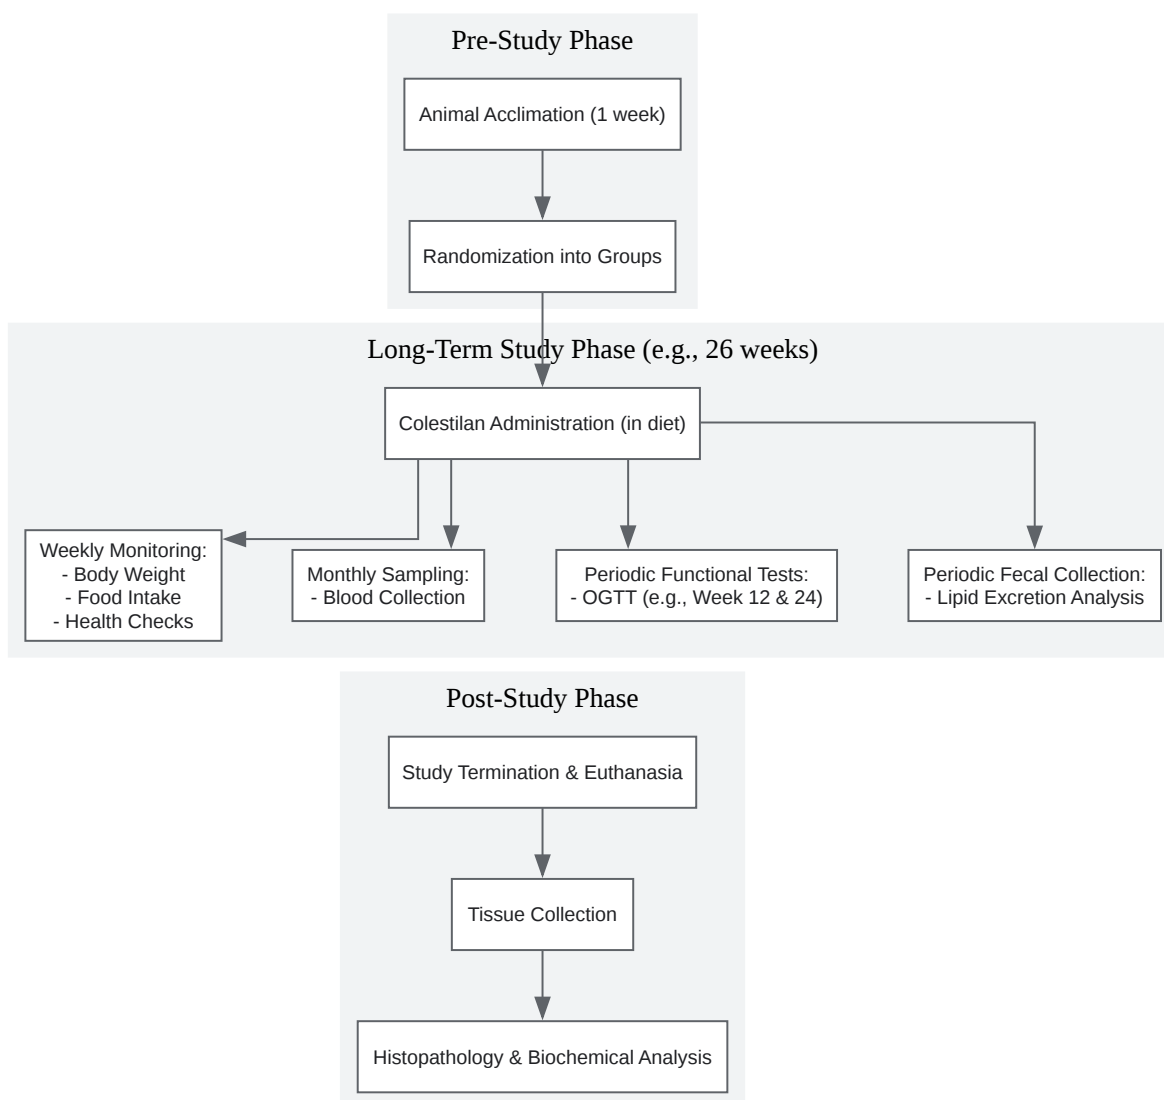 Pre-Study Phase
Animal Acclimation (1 week)
Randomization into Groups
Long-Term Study Phase (e.g., 26 weeks)
Colestilan Administration (in diet)
Weekly Monitoring:
- Body Weight
- Food Intake
- Health Checks
Monthly Sampling:
- Blood Collection
Periodic Functional Tests:
- OGTT (e.g., Week 12 & 24)
Periodic Fecal Collection:
- Lipid Excretion Analysis
Post-Study Phase
Study Termination & Euthanasia
Tissue Collection
Histopathology & Biochemical Analysis